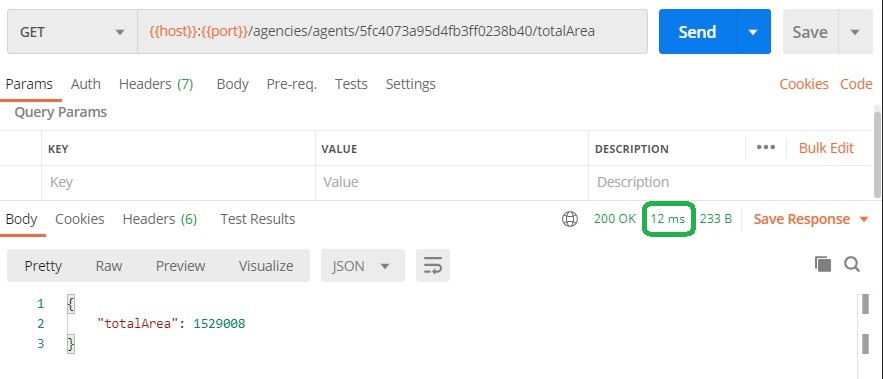 GET {{host}}:{{port}}/agencies/agents/5fc4073a95d4fb3ff0238b40/totalArea Send Save
Params Auth Headers (7) Body Pre-req. Tests Settings Cookies Code
Query Params
KEY VALUE DESCRIPTION ••• Bulk Edit
Key Value Description
Body Cookies Headers (6) Test Results 200 OK 12 ms 233 B Save Response
Pretty Raw Preview Visualize JSON
1 {
2 "totalArea": 1529008
3 }